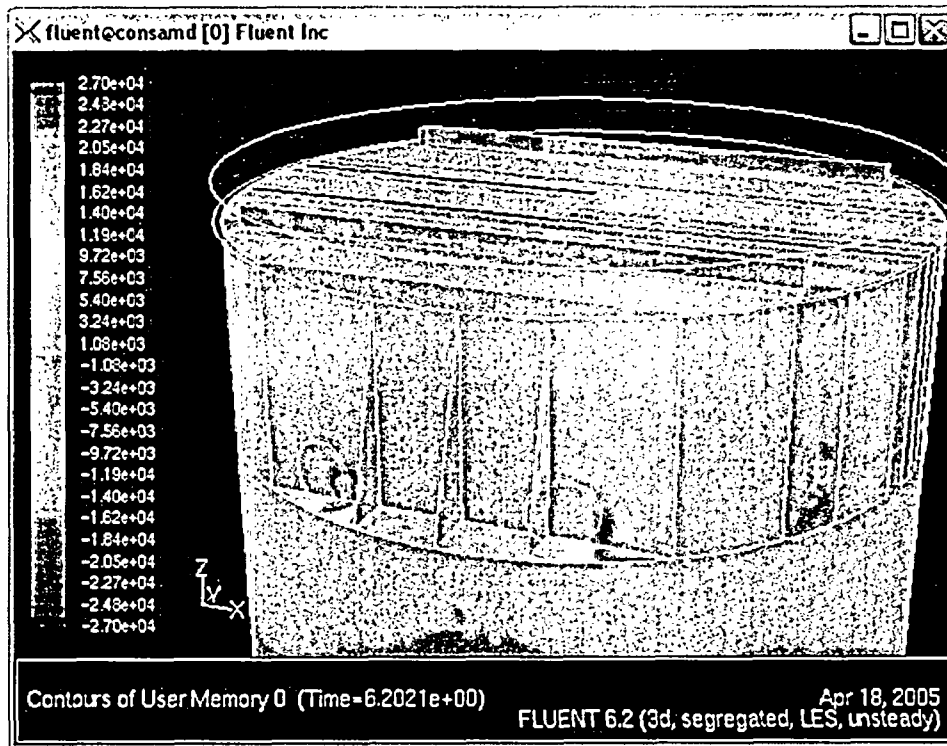 fluent@consamd [0] Fluent Inc
2.70e+04
2.48e+04
2.27e+04
2.05e+04
1.84e+04
1.62e+04
1.40e+04
1.19e+04
9.72e+03
7.56e+03
5.40e+03
3.24e+03
1.08e+03
-1.08e+03
-3.24e+03
-5.40e+03
-7.56e+03
-9.72e+03
-1.19e+04
-1.40e+04
-1.62e+04
-1.84e+04
-2.05e+04
-2.27e+04
-2.48e+04
-2.70e+04
Z
Y
X
Contours of User Memory 0 (Time=6.2021e+00)
Apr 18, 2005
FLUENT 6.2 (3d, segregated, LES, unsteady)